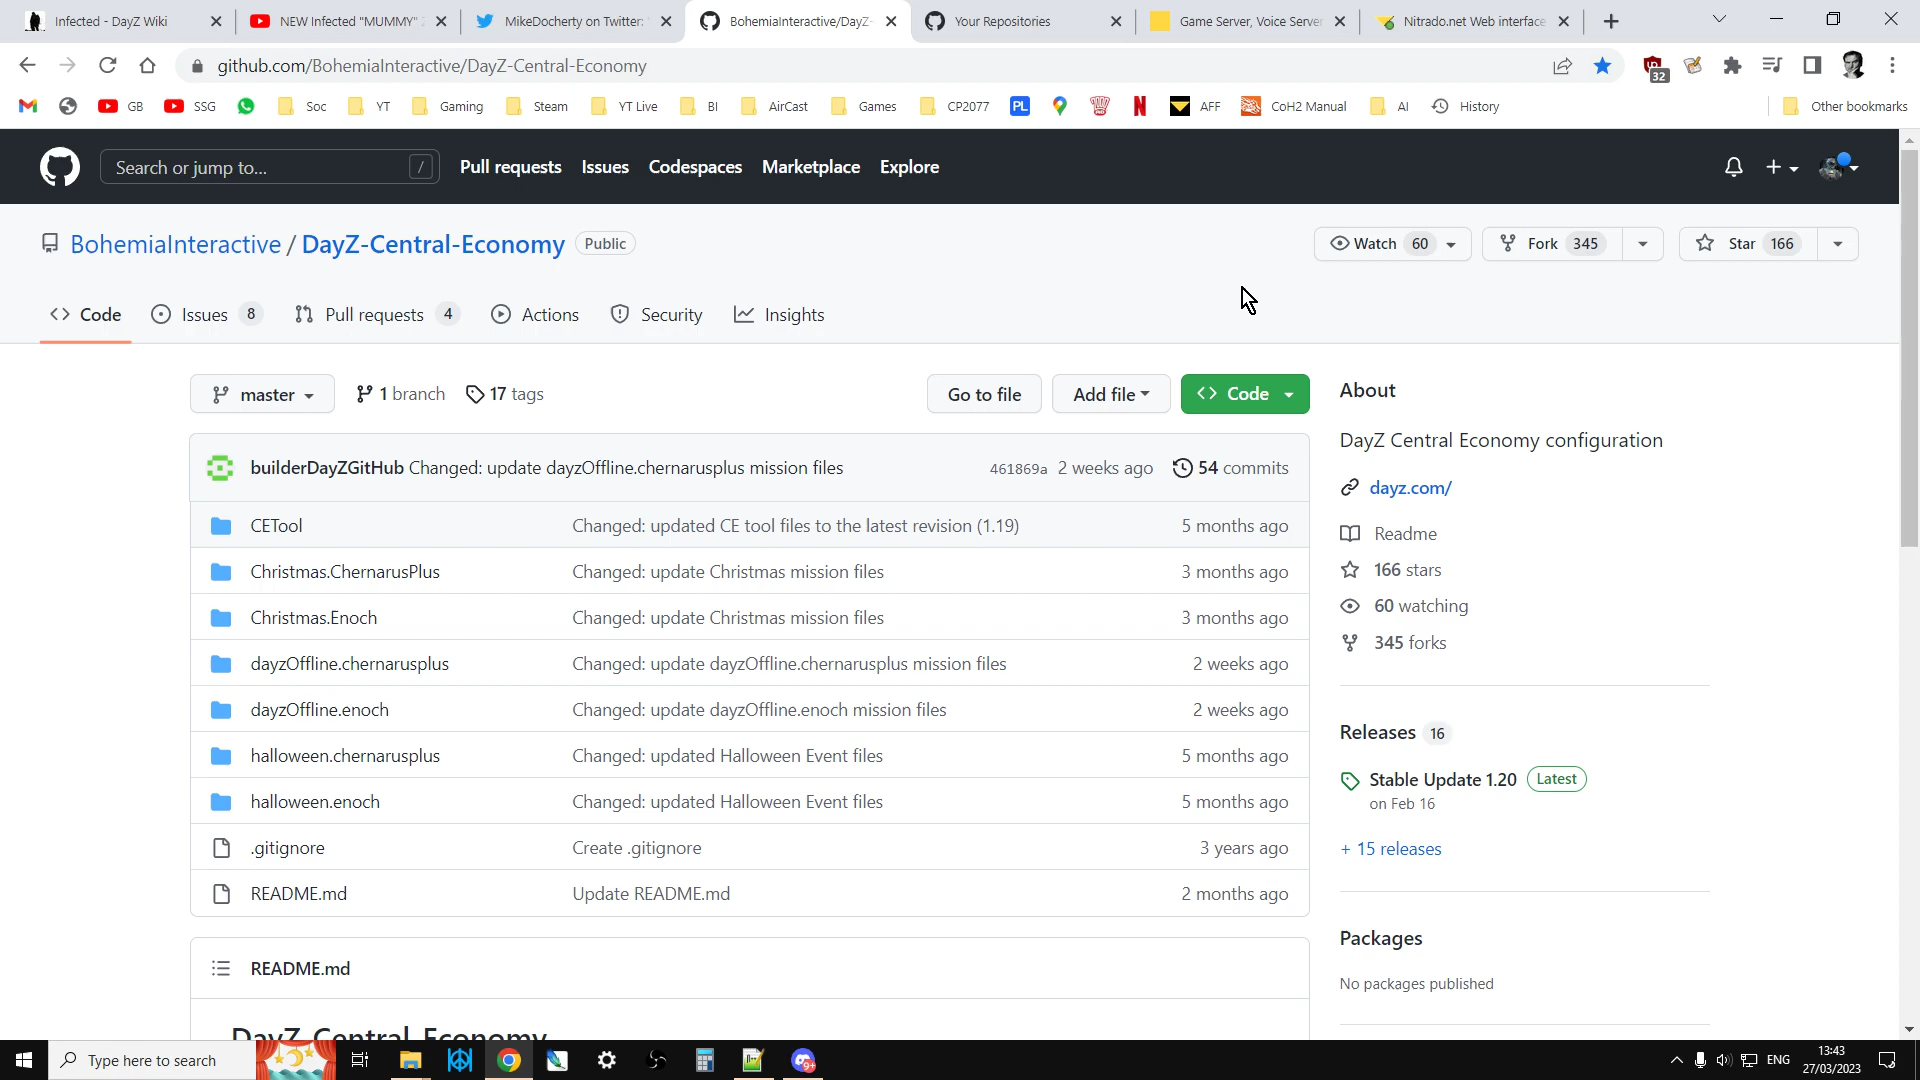 Infected - DayZ Wiki
NEW Infected "MUMMY"
MikeDocherty on Twitter:
BohemiaInteractive/DayZ-
Your Repositories
Game Server, Voice Server
Nitrado.net Web interface
github.com/BohemiaInteractive/DayZ-Central-Economy
32
GB
SSG
Soc
YT
Gaming
Steam
YT Live
BI
AirCast
Games
CP2077
PL
N
AFF
CoH2 Manual
AI
History
Other bookmarks
Search or jump to...
/
Pull requests
Issues
Codespaces
Marketplace
Explore
BohemiaInteractive / DayZ-Central-Economy
Public
Watch 60
Fork 345
Star 166
Code
Issues 8
Pull requests 4
Actions
Security
Insights
master
1 branch
17 tags
Go to file
Add file
Code
builderDayZGitHub Changed: update dayzOffline.chernarusplus mission files
461869a 2 weeks ago
54 commits
CETool
Changed: updated CE tool files to the latest revision (1.19)
5 months ago
Christmas.ChernarusPlus
Changed: update Christmas mission files
3 months ago
Christmas.Enoch
Changed: update Christmas mission files
3 months ago
dayzOffline.chernarusplus
Changed: update dayzOffline.chernarusplus mission files
2 weeks ago
dayzOffline.enoch
Changed: update dayzOffline.enoch mission files
2 weeks ago
halloween.chernarusplus
Changed: updated Halloween Event files
5 months ago
halloween.enoch
Changed: updated Halloween Event files
5 months ago
.gitignore
Create .gitignore
3 years ago
README.md
Update README.md
2 months ago
README.md
DayZ-Central-Economy
About
DayZ Central Economy configuration
dayz.com/
Readme
166 stars
60 watching
345 forks
Releases 16
Stable Update 1.20
Latest
on Feb 16
+ 15 releases
Packages
No packages published
Type here to search
9+
ENG
13:43
27/03/2023